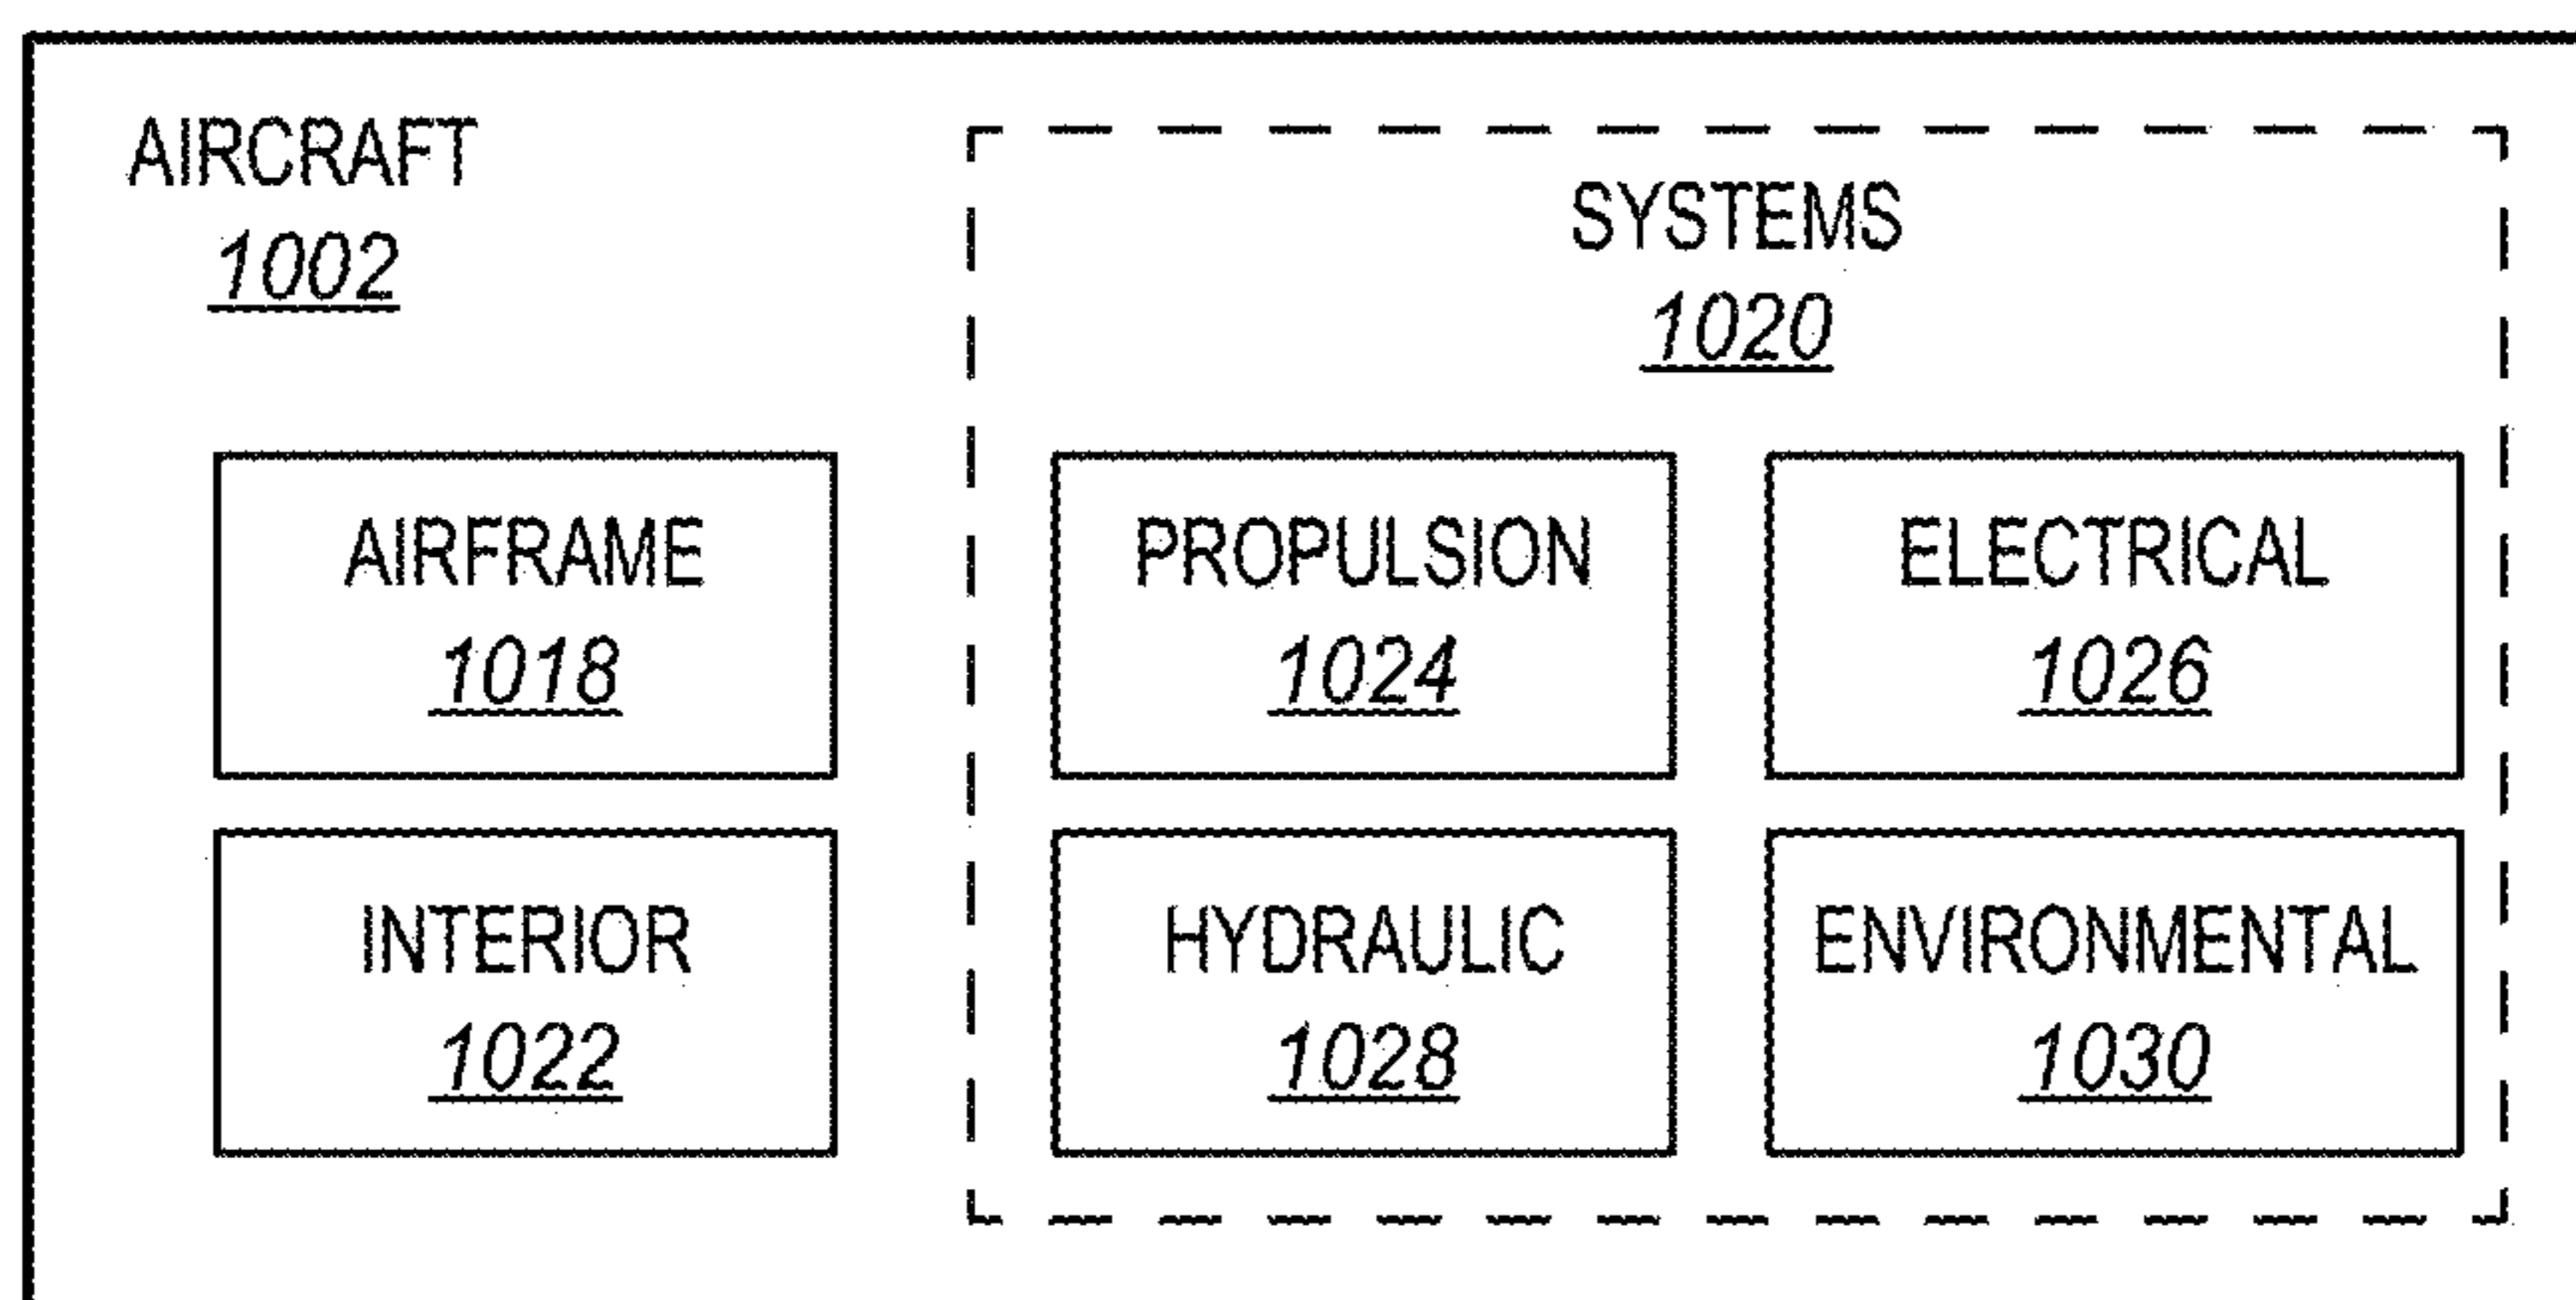 AIRCRAFT
1002
SYSTEMS
1020
AIRFRAME
1018
PROPULSION
1024
ELECTRICAL
1026
INTERIOR
1022
HYDRAULIC
1028
ENVIRONMENTAL
1030